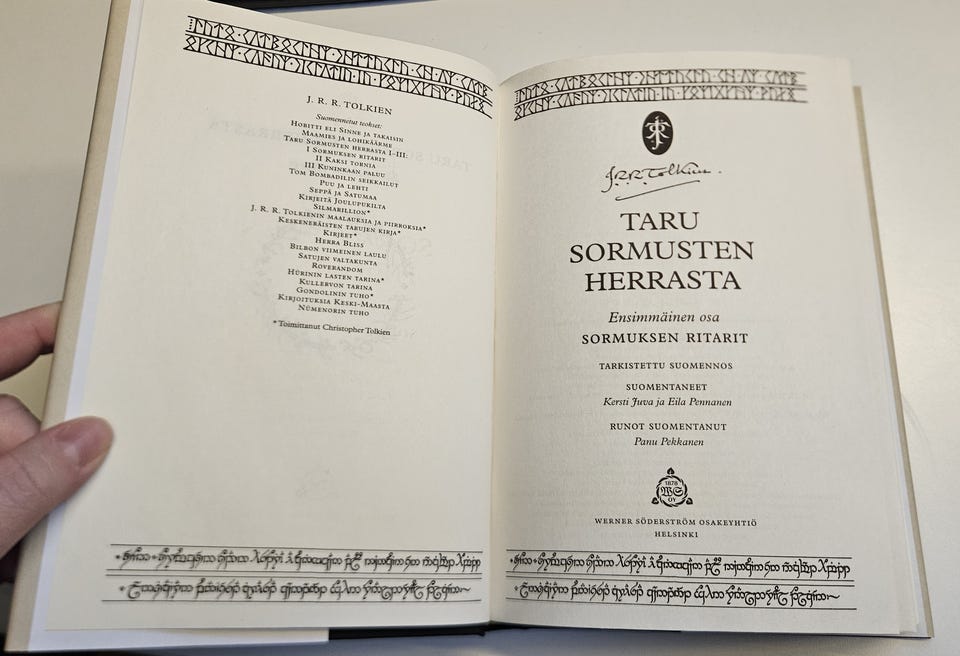 J. R. R. TOLKIEN
Suomennetut teokset:
HOBITTI ELI SINNE JA TAKAISIN
MAAMIES JA LOHIKÄÄRME
TARU SORMUSTEN HERRASTA I–III:
I SORMUKSEN RITARIT
II KAKSI TORNIA
III KUNINKAAN PALUU
TOM BOMBADILIN SEIKKAILUT
PUU JA LEHTI
SEPPÄ JA SATUMAA
KIRJEITÄ JOULUPUKILTA
SILMARILLION*
J. R. R. TOLKIENIN MAALAUKSIA JA PIIRROKSIA*
KESKENERÄISTEN TARUJEN KIRJA*
KIRJEET*
HERRA BLISS
BILBON VIIMEINEN LAULU
SATUJEN VALTAKUNTA
ROVERANDOM
HÚRININ LASTEN TARINA*
KULLERVON TARINA
GONDOLININ TUHO*
KIRJOITUKSIA KESKI-MAASTA
NÚMENORIN TUHO
*Toimittanut Christopher Tolkien
J.R.R. Tolkien.
TARU
SORMUSTEN
HERRASTA
Ensimmäinen osa
SORMUKSEN RITARIT
TARKISTETTU SUOMENNOS
SUOMENTANEET
Kersti Juva ja Eila Pennanen
RUNOT SUOMENTANUT
Panu Pekkanen
1878
WS
OY
WERNER SÖDERSTRÖM OSAKEYHTIÖ
HELSINKI